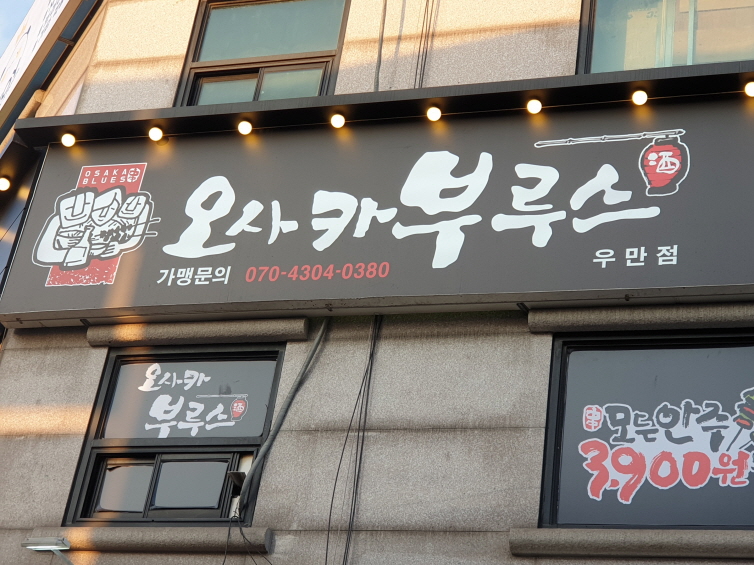 OSAKA
BLUES
오사카부루스
酒
가맹문의 070-4304-0380
우만점
오사카
부루스
酒
串
모든안주
3,900원